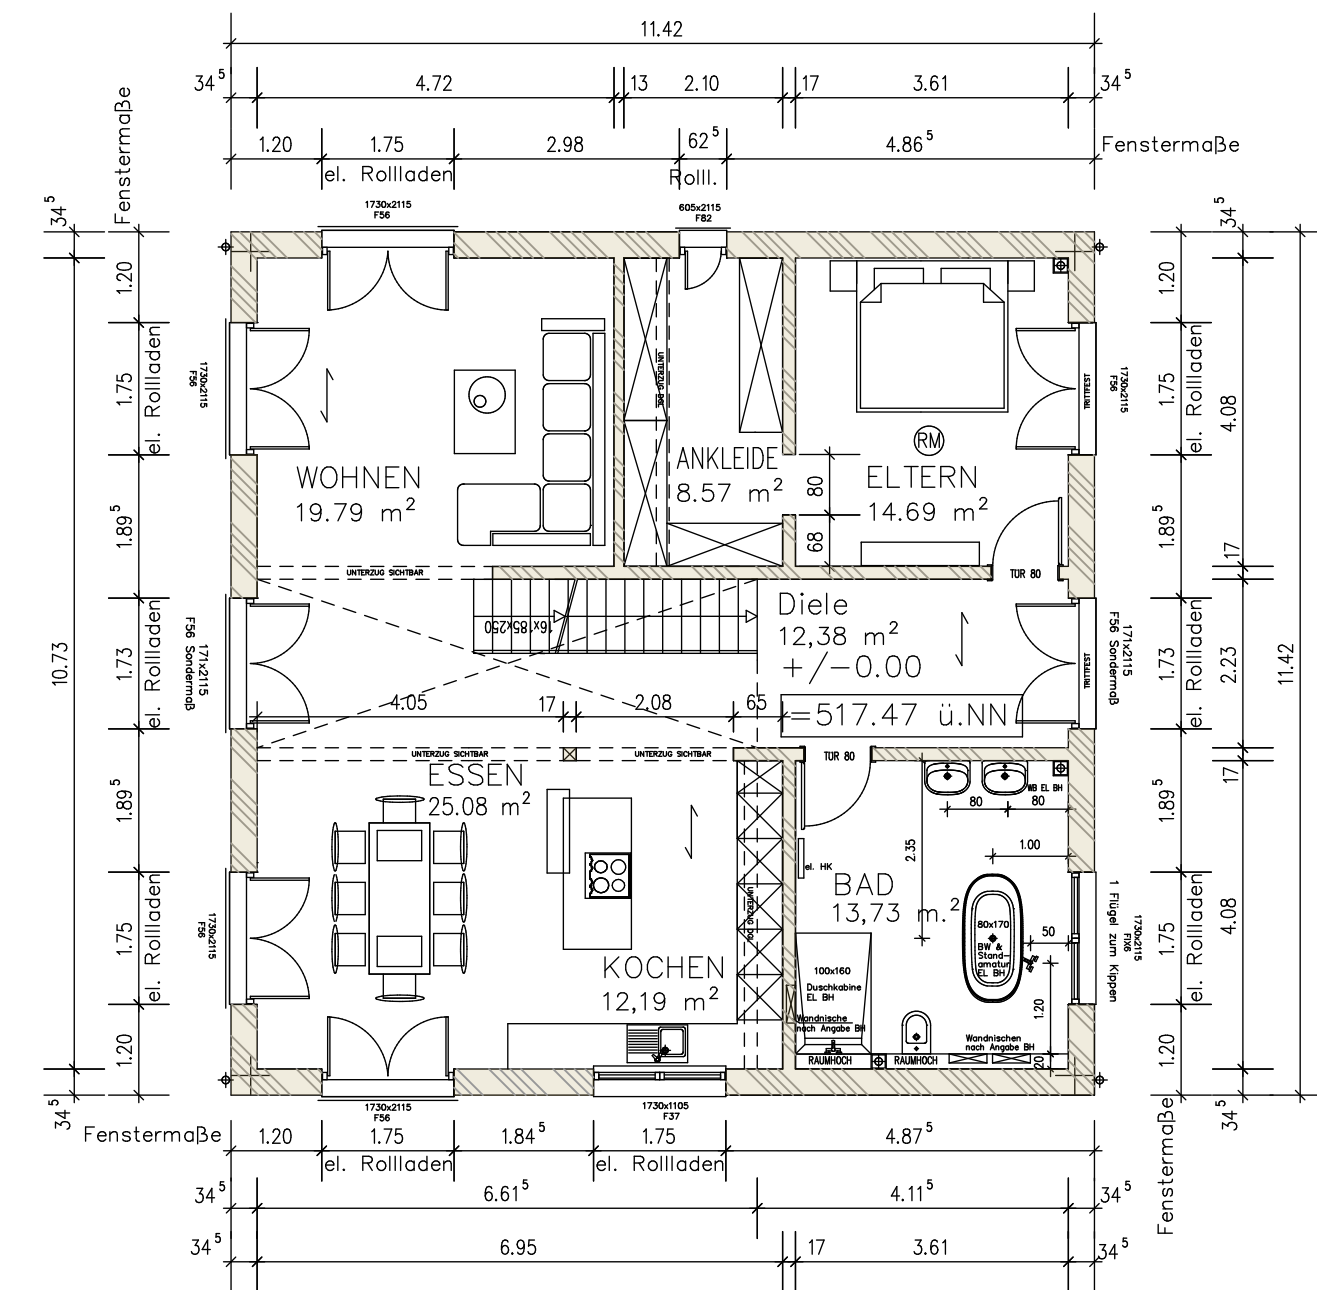 11.42
34⁵ 4.72 13 2.10 17 3.61 34⁵
1.20 1.75 2.98 62⁵ 4.86⁵ Fenstermaße
el. Rollladen Rolll.
1730x2115
F56
605x2115
F82
Fenstermaße
34⁵
10.73
34⁵
1.20
1.75
el. Rollladen
1.89⁵
1.73
el. Rollladen
1.89⁵
1.75
el. Rollladen
1.20
1730x2115
F56
171x2115
F56 Sondermaß
1730x2115
F56
WOHNEN
19.79 m²
UNTERZUG SICHTBAR
UNTERZUG DGL
ANKLEIDE
8.57 m²
80
68
RM
ELTERN
14.69 m²
TRITTFEST
TÜR 80
16x185x250
Diele
12,38 m²
+/−0.00
=517.47 ü.NN
TRITTFEST
4.05 17 2.08 65
UNTERZUG SICHTBAR UNTERZUG SICHTBAR
ESSEN
25.08 m²
KOCHEN
12,19 m²
UNTERZUG DGL
TÜR 80
WB EL BH
80 80
1.00
2.35
el. HK
BAD
13,73 m.²
80x170
BW &
Stand-
amatur
EL BH
50
1.20
20
100x160
Duschkabine
EL BH
Wandnische
nach Angabe BH
Wandnischen
nach Angabe BH
RAUMHOCH RAUMHOCH
1730x2115
F56
171x2115
F56 Sondermaß
1730x2115
FIX6
1 Flügel zum Kippen
1.20
1.75
el. Rollladen
1.89⁵
1.73
el. Rollladen
1.89⁵
1.75
el. Rollladen
1.20
Fenstermaße
34⁵
4.08
17
2.23
17
4.08
34⁵
11.42
1730x2115
F56
1730x1105
F37
Fenstermaße 1.20 1.75 1.84⁵ 1.75 4.87⁵
el. Rollladen el. Rollladen
34⁵ 6.61⁵ 4.11⁵ 34⁵
34⁵ 6.95 17 3.61 34⁵